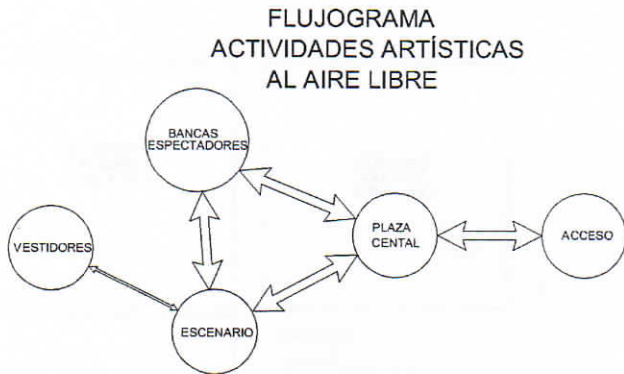 FLUJOGRAMA
ACTIVIDADES ARTÍSTICAS
AL AIRE LIBRE
BANCAS
ESPECTADORES
VESTIDORES
PLAZA
CENTAL
ACCESO
ESCENARIO